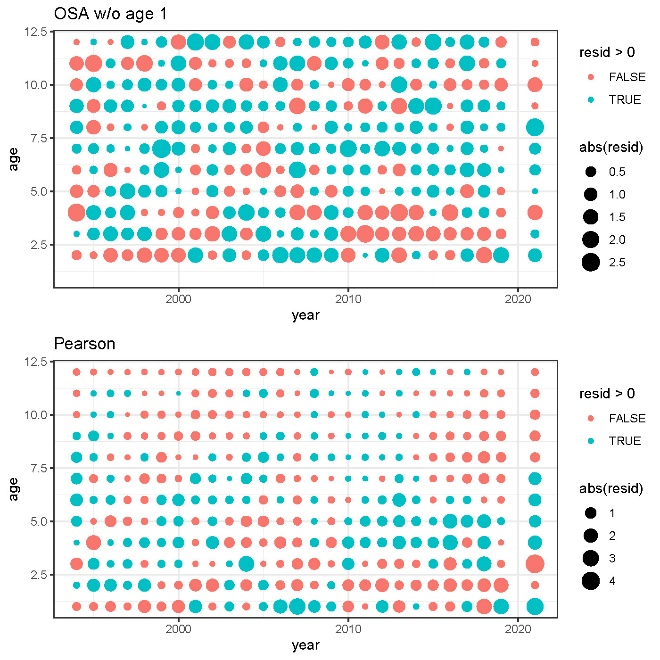 OSA w/o age 1
12.5
10.0
7.5
5.0
2.5
age
2000
2010
2020
year
resid > 0
FALSE
TRUE
abs(resid)
0.5
1.0
1.5
2.0
2.5
Pearson
12.5
10.0
7.5
5.0
2.5
age
2000
2010
2020
year
resid > 0
FALSE
TRUE
abs(resid)
1
2
3
4